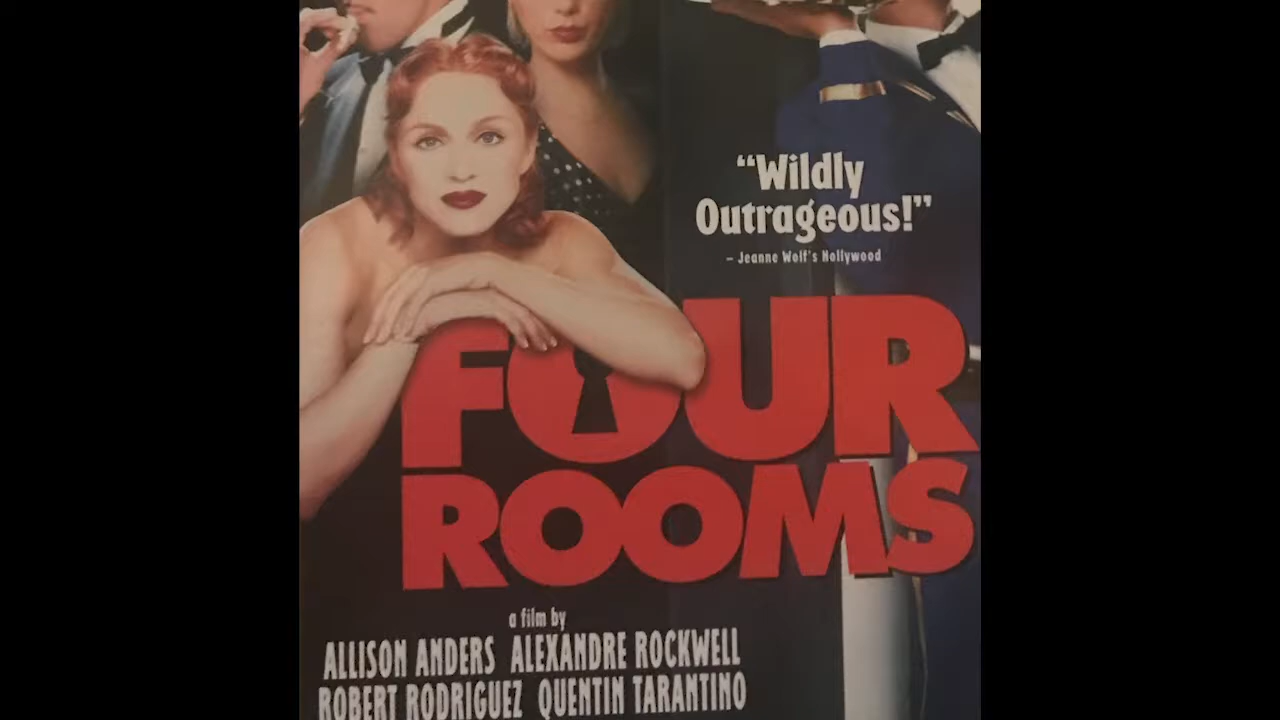 “Wildly
Outrageous!”
– Jeanne Wolf's Hollywood
FOUR
ROOMS
a film by
ALLISON ANDERS ALEXANDRE ROCKWELL
ROBERT RODRIGUEZ QUENTIN TARANTINO